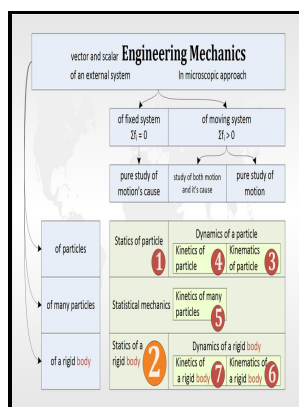 vector and scalar Engineering Mechanics
of an external system In microscopic approach
of fixed system
Σfᵢ = 0
of moving system
Σfᵢ > 0
pure study of
motion's cause
study of both motion
and it's cause
pure study of
motion
of particles
Statics of particle
1
Dynamics of a particle
Kinetics of
particle
4
Kinematics
of particle
3
of many particles
Statistical mechanics
Kinetics of many
particles
5
of a rigid body
Statics of a
rigid body
2
Dynamics of a rigid body
Kinetics of
a rigid body
7
Kinematics of
a rigid body
6